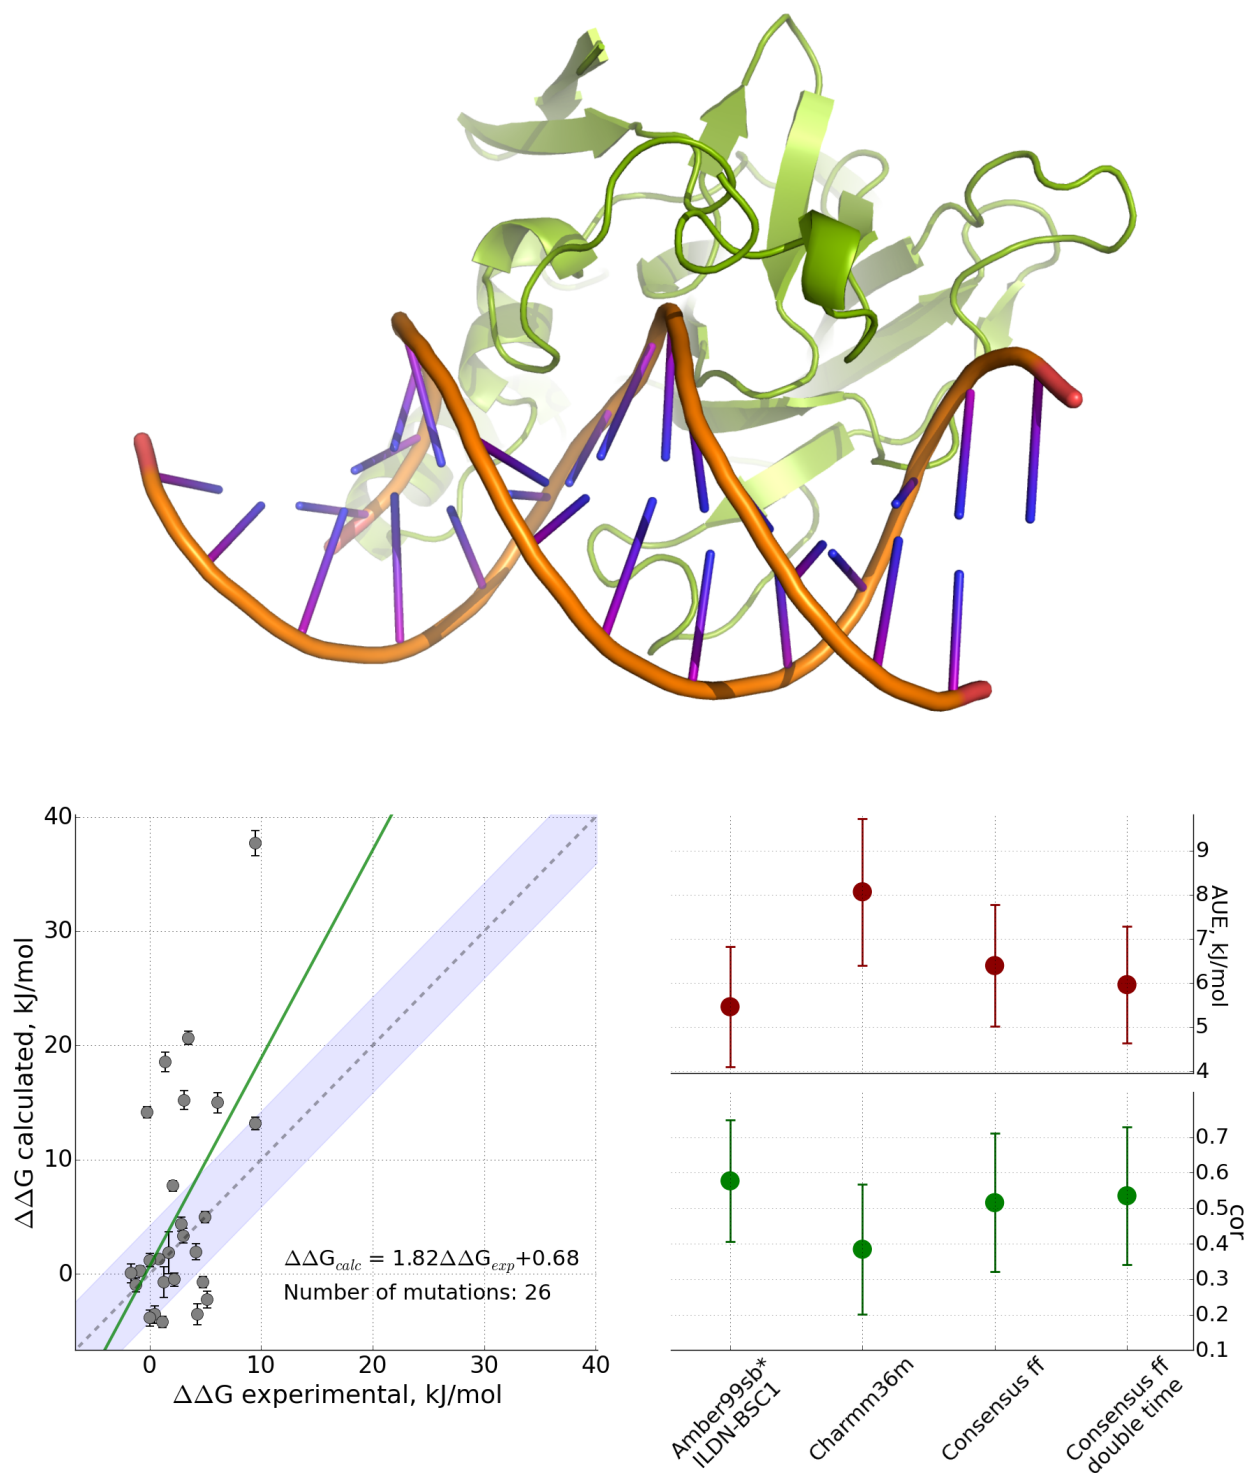 40
30
20
10
0
ΔΔG calculated, kJ/mol
ΔΔG_calc = 1.82ΔΔG_exp+0.68
Number of mutations: 26
0 10 20 30 40
ΔΔG experimental, kJ/mol
9
8
7
6
5
4
AUE, kJ/mol
0.7
0.6
0.5
0.4
0.3
0.2
0.1
cor
Amber99sb*
ILDN-BSC1
Charmm36m
Consensus ff
Consensus ff
double time